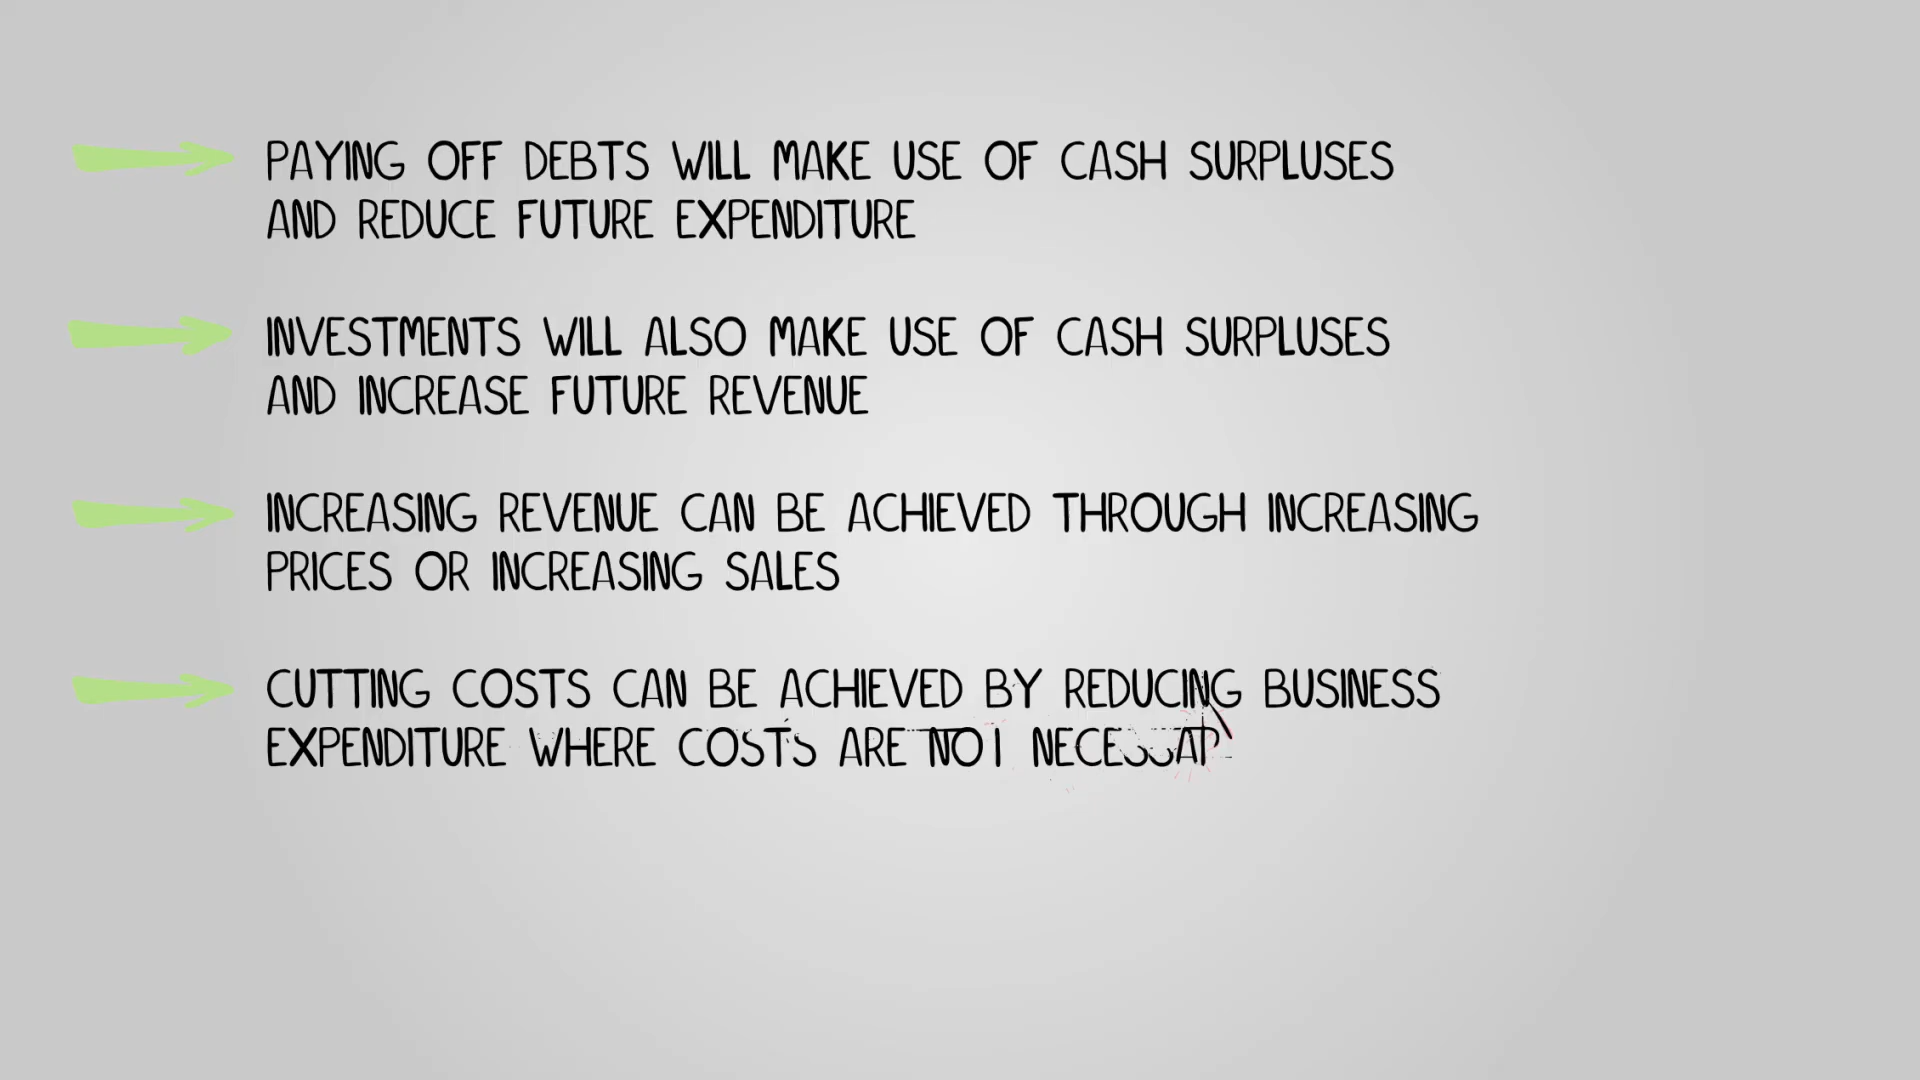 PAYING OFF DEBTS WILL MAKE USE OF CASH SURPLUSES
AND REDUCE FUTURE EXPENDITURE
INVESTMENTS WILL ALSO MAKE USE OF CASH SURPLUSES
AND INCREASE FUTURE REVENUE
INCREASING REVENUE CAN BE ACHIEVED THROUGH INCREASING
PRICES OR INCREASING SALES
CUTTING COSTS CAN BE ACHIEVED BY REDUCING BUSINESS
EXPENDITURE WHERE COSTS ARE NOT